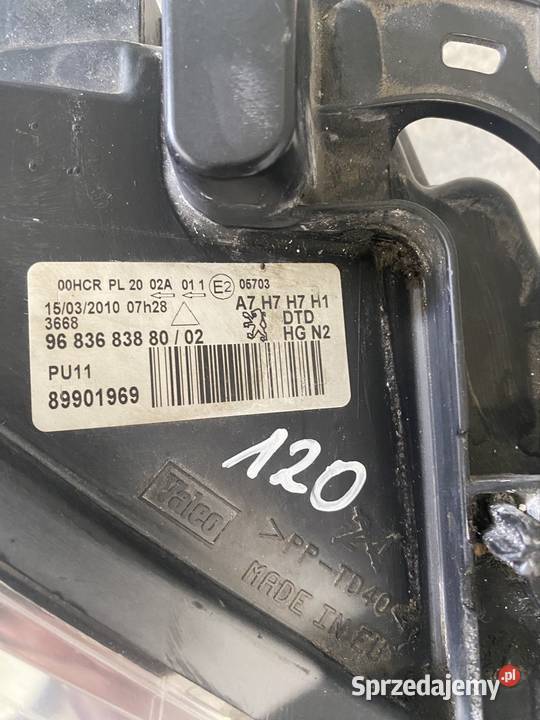 00HCR PL 20 02A 01 1 E2 05703
15/03/2010 07h28 A7 H7 H7 H1
3668 DTD
96 836 838 80 / 02 HG N2
PU11
89901969
120
Valeo
>PP-TD40<
MADE IN
Sprzedajemy.pl